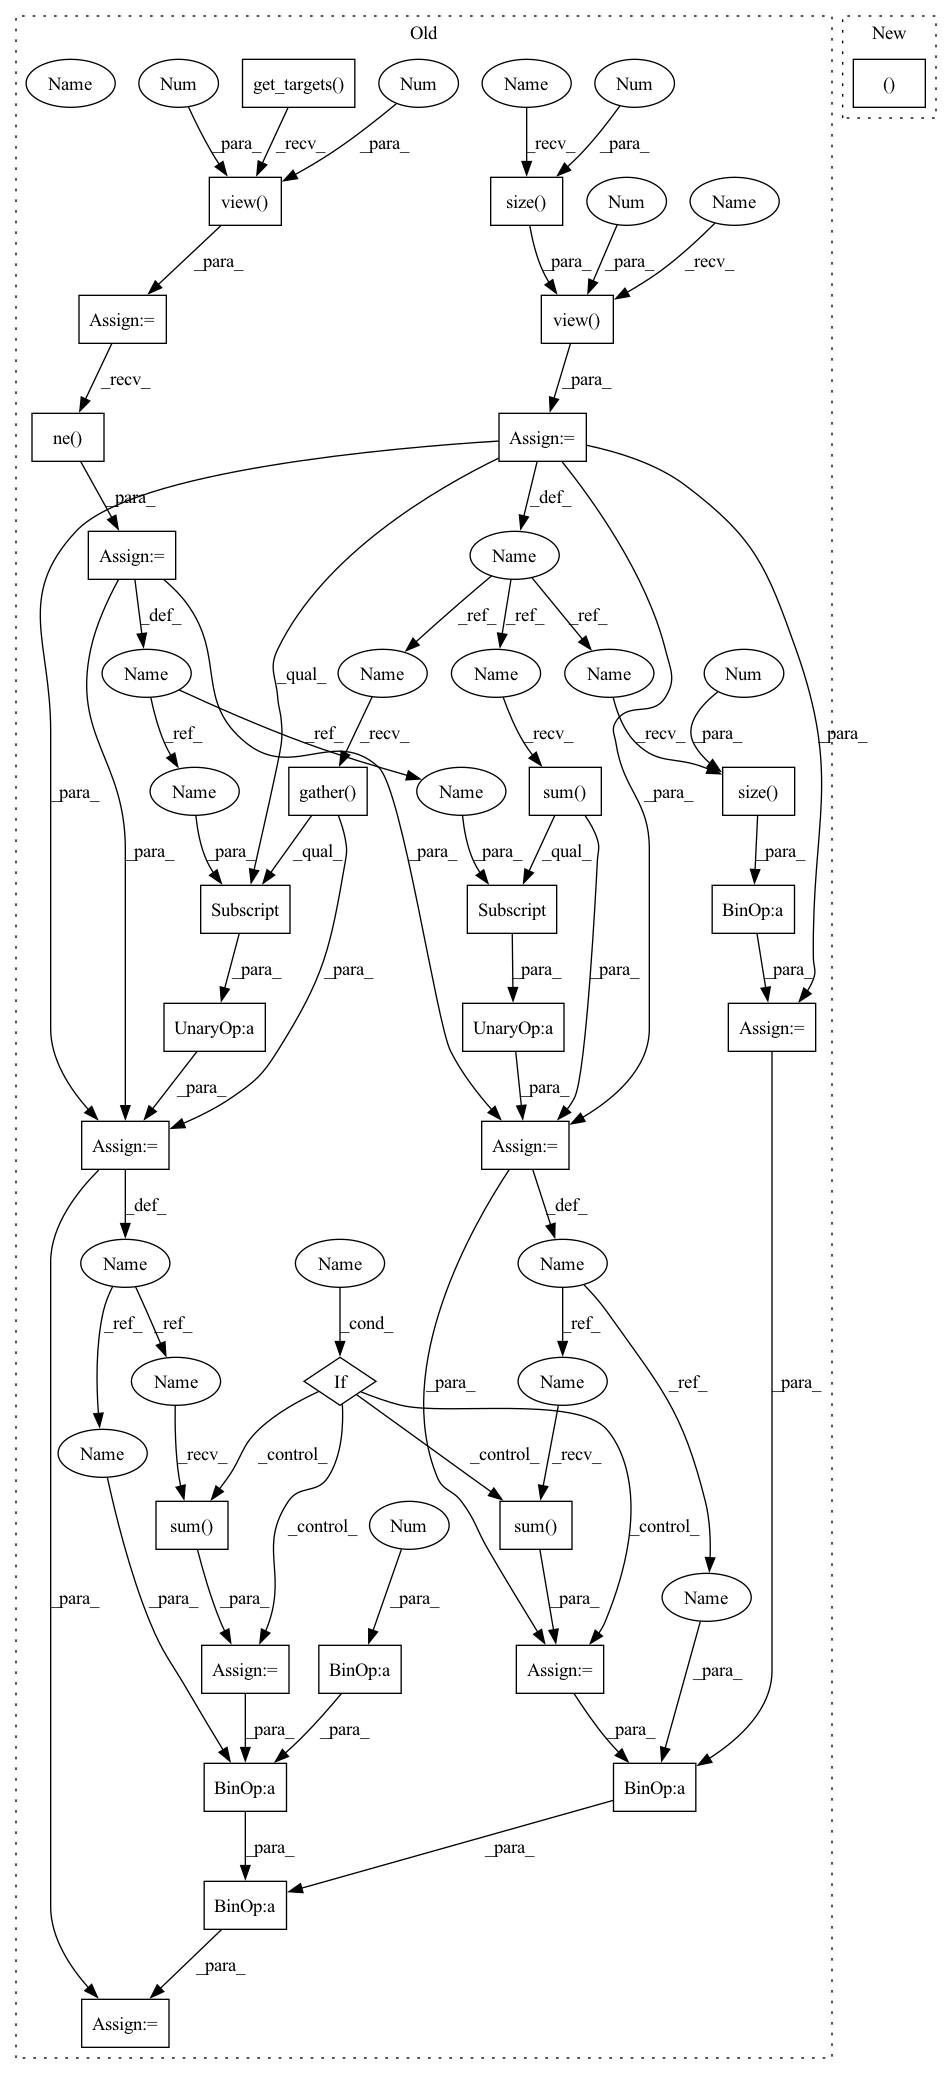 Old
New
Name
Num
get_targets()
Num
Name
Num
()
_para_
_recv_
_para_
_recv_
_para_
view()
size()
Num
Name
_para_
_para_
_para_
_recv_
Assign:=
view()
_recv_
_para_
ne()
Assign:=
_para_
_def_
Assign:=
Name
_def_
_ref_
_ref_
_ref_
Name
Name
Name
Name
Num
_qual_
_ref_
_ref_
_recv_
_recv_
_recv_
_para_
_para_
Name
gather()
Name
sum()
size()
_para_
_para_
_para_
_para_
_qual_
_para_
_para_
_qual_
_para_
Subscript
Subscript
BinOp:a
_para_
_para_
_para_
_para_
_para_
UnaryOp:a
UnaryOp:a
Assign:=
_para_
_para_
Assign:=
Assign:=
_def_
_def_
Name
Name
Name
_ref_
_ref_
_cond_
_ref_
Name
If
Name
_para_
_ref_
_para_
Name
_recv_
_control_
_control_
_recv_
sum()
Num
sum()
_control_
_control_
Name
_para_
_para_
_para_
_para_
_para_
Assign:=
BinOp:a
Assign:=
_para_
_para_
_para_
_para_
BinOp:a
BinOp:a
_para_
_para_
BinOp:a
_para_
Assign:=